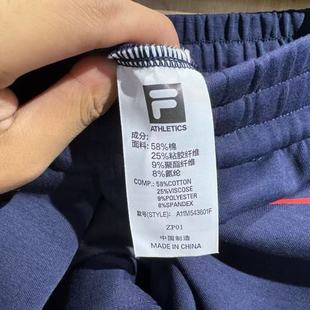 F
ATHLETICS
成分:
面料: 58%棉
25%粘胶纤维
9%聚酯纤维
8%氨纶
COMP.: 58%COTTON
25%VISCOSE
9%POLYESTER
8%SPANDEX
款号(STYLE): A11M543601F
ZP01
中国制造
MADE IN CHINA